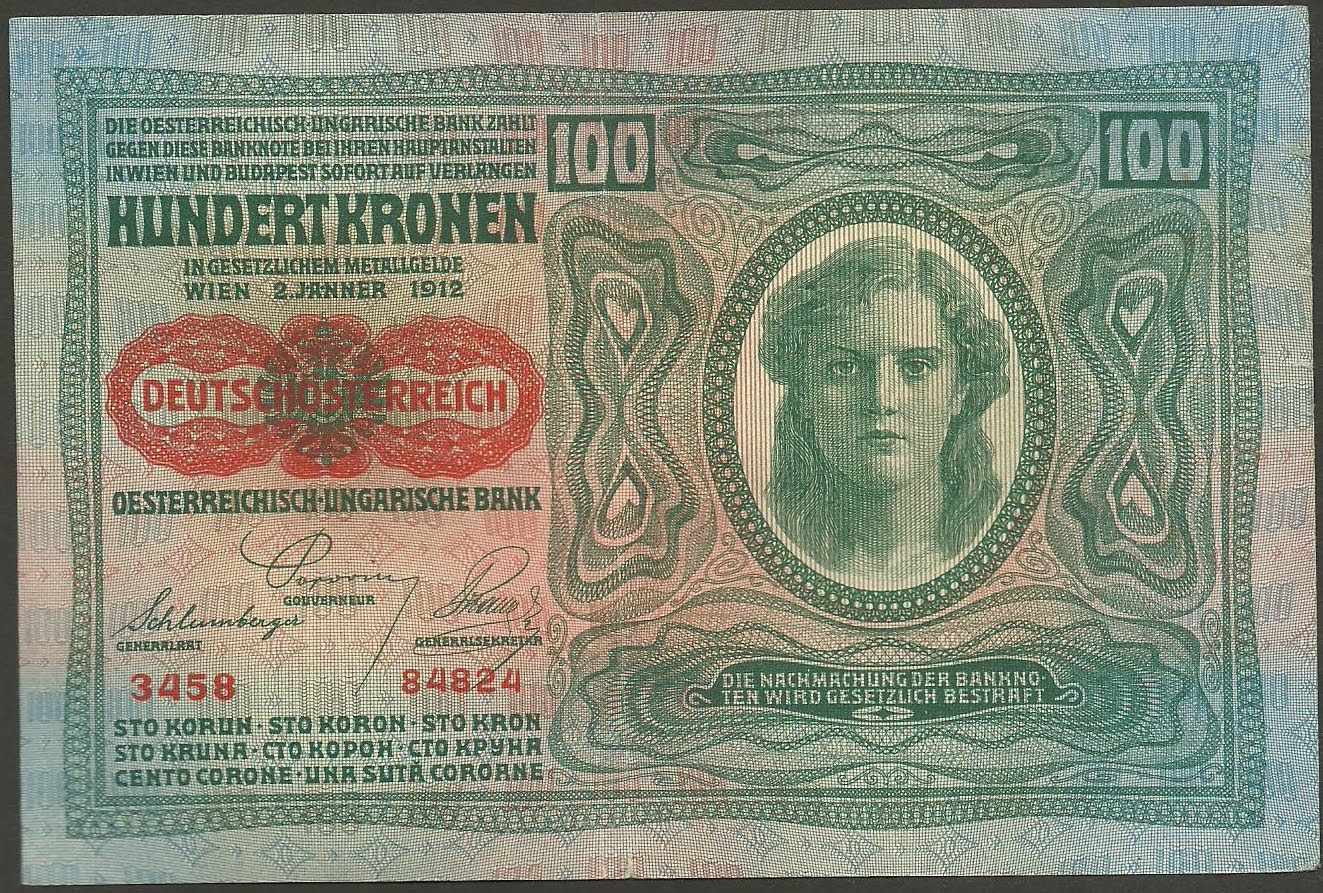 DIE OESTERREICHISCH-UNGARISCHE BANK ZAHLT
GEGEN DIESE BANKNOTE BEI IHREN HAUPTANSTALTEN
IN WIEN UND BUDAPEST SOFORT AUF VERLANGEN
HUNDERT KRONEN
IN GESETZLICHEM METALLGELDE
WIEN 2. JANNER 1912
100
100
DEUTSCHÖSTERREICH
OESTERREICHISCH-UNGARISCHE BANK
Popovics
GOUVERNEUR
Schlumberger
GENERALRAT
GENERALSEKRETÄR
3458
84824
STO KORUN · STO KORON · STO KRON
STO KRUNA · СТО КОРОН · СТО КРУНА
CENTO CORONE · UNA SUTĂ COROANE
DIE NACHMACHUNG DER BANKNO-
TEN WIRD GESETZLICH BESTRAFT